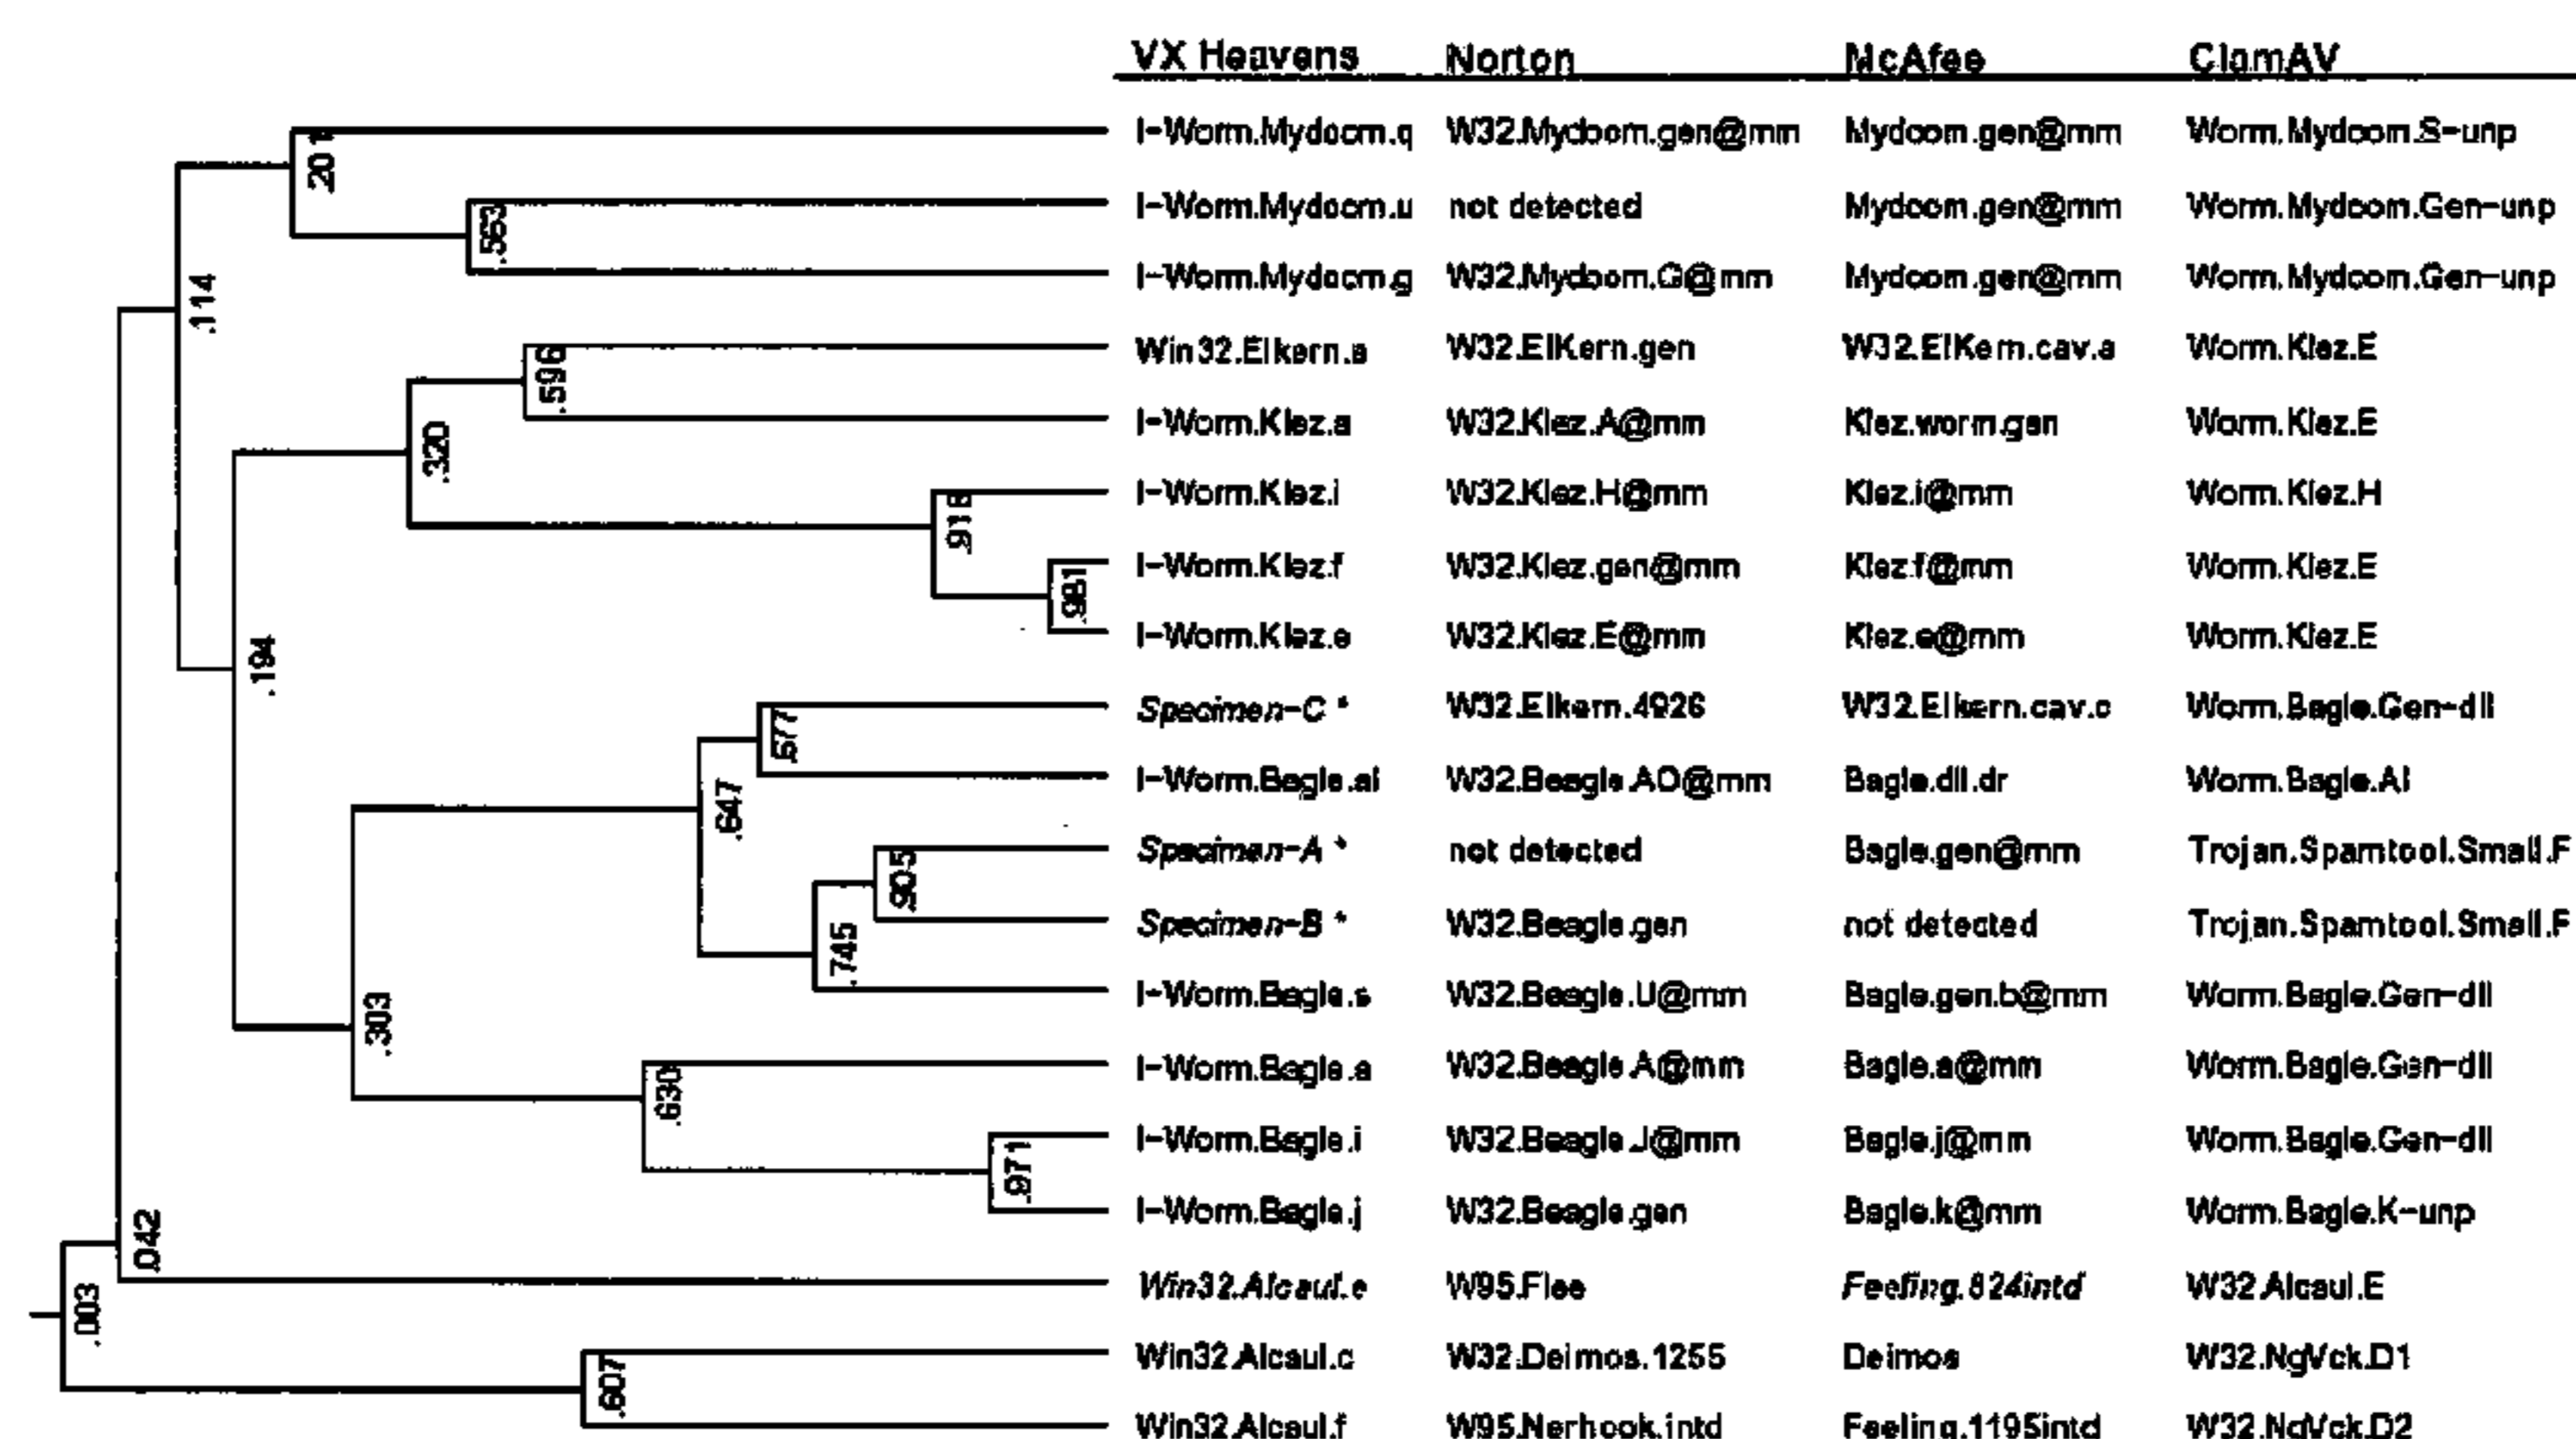 VX Heavens Norton McAfee ClamAV
.201 I-Worm.Mydoom.q W32.Mydoom.gen@mm Mydoom.gen@mm Worm.Mydoom.S-unp
.563 I-Worm.Mydoom.u not detected Mydoom.gen@mm Worm.Mydoom.Gen-unp
.114 I-Worm.Mydoom.g W32.Mydoom.G@mm Mydoom.gen@mm Worm.Mydoom.Gen-unp
.596 Win32.Elkern.a W32.ElKern.gen W32.ElKern.cav.a Worm.Klez.E
.320 I-Worm.Klez.a W32.Klez.A@mm Klez.worm.gen Worm.Klez.E
.916 I-Worm.Klez.i W32.Klez.H@mm Klez.i@mm Worm.Klez.H
.981 I-Worm.Klez.f W32.Klez.gen@mm Klez.f@mm Worm.Klez.E
.194 I-Worm.Klez.e W32.Klez.E@mm Klez.e@mm Worm.Klez.E
.677 Specimen-C * W32.Elkern.4926 W32.Elkern.cav.c Worm.Bagle.Gen-dll
.647 I-Worm.Bagle.ai W32.Beagle.AO@mm Bagle.dll.dr Worm.Bagle.AI
.905 Specimen-A * not detected Bagle.gen@mm Trojan.Spamtool.Small.F
.745 Specimen-B * W32.Beagle.gen not detected Trojan.Spamtool.Small.F
.303 I-Worm.Bagle.s W32.Beagle.U@mm Bagle.gen.b@mm Worm.Bagle.Gen-dll
.630 I-Worm.Bagle.a W32.Beagle.A@mm Bagle.a@mm Worm.Bagle.Gen-dll
.971 I-Worm.Bagle.i W32.Beagle.J@mm Bagle.j@mm Worm.Bagle.Gen-dll
.042 I-Worm.Bagle.j W32.Beagle.gen Bagle.k@mm Worm.Bagle.K-unp
.003 Win32.Alcaul.e W95.Flee Feeling.824intd W32.Alcaul.E
.607 Win32.Alcaul.c W32.Deimos.1255 Deimos W32.NgVck.D1
Win32.Alcaul.f W95.Nerhook.intd Feeling.1195intd W32.NgVck.D2